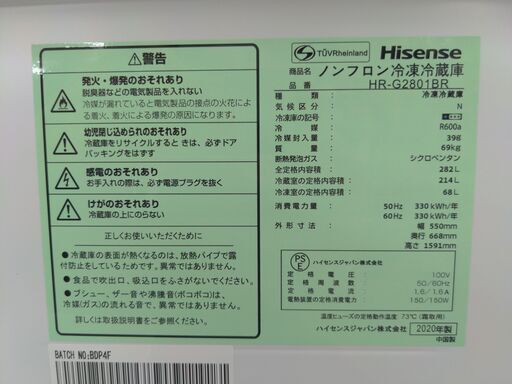 ⚠警告
発火・爆発のおそれあり
脱臭器などの電気製品を入れない
冷媒が漏れていると電気製品の接点の火花に
よる着火、着火による爆発の原因になります。
幼児閉じ込められのおそれあり
冷蔵庫をリサイクルするときは、必ずドア
パッキングをはずす
感電のおそれあり
お手入れの際は、必ず電源プラグを抜く
けがのおそれあり
冷蔵庫の上にのらない
正しくお使いいただくために
●冷蔵庫の表面が熱くなるのは、放熱パイプで露
付防止をしているためで、異常ではありません。
●食品で吹出口、吸込口をふさがないでください。
●ブシュー、ザー音や沸騰音(ボコボコ)は、
冷媒(ガス)の流れる音で、異常ではありません。
詳しくは取扱説明書をご覧ください。
BATCH NO:BDP4F
TÜVRheinland Hisense
商品名 ノンフロン冷凍冷蔵庫
品番 HR-G2801BR
種類 冷凍冷蔵庫
気候区分 N
冷凍庫の記号
冷媒 R600a
冷媒封入量 39g
質量 69kg
断熱発泡ガス シクロペンタン
全定格内容積 282L
冷蔵室の定格内容積 214L
冷凍室の定格内容積 68L
消費電力量 50Hz 330 kWh/年
60Hz 330 kWh/年
外形寸法 幅 550mm
奥行 668mm
高さ 1591mm
PS E ハイセンスジャパン株式会社
定格電圧 100V
定格周波数 50/60Hz
定格電流 1.6/1.6A
電熱装置の定格消費電力 150/150W
温度ヒューズの定格動作温度 73℃(霜取用)
ハイセンスジャパン株式会社 2020年製
中国製